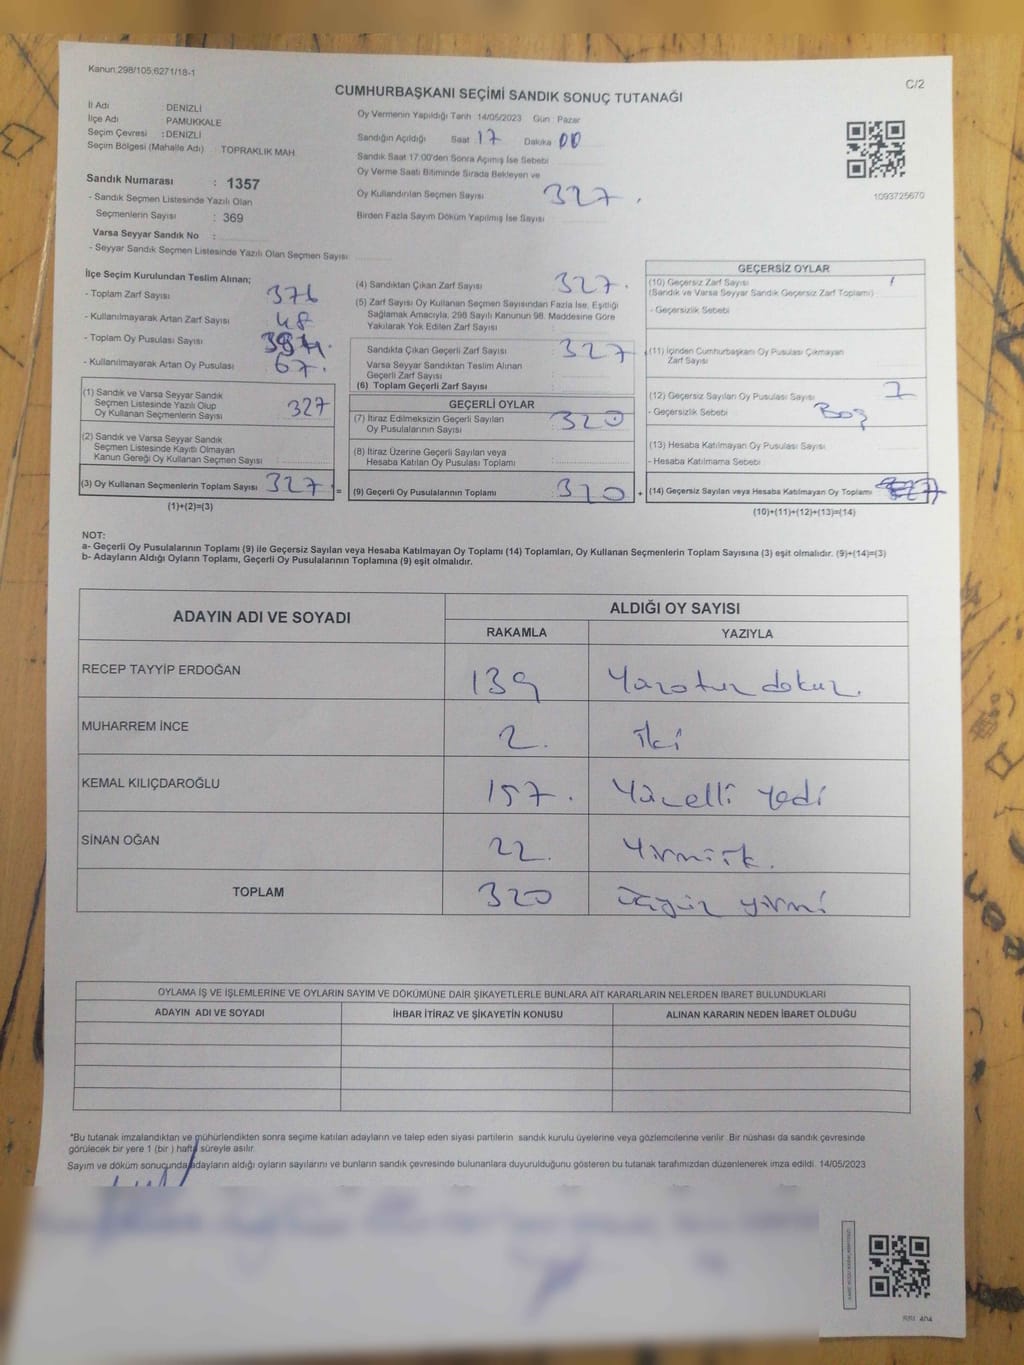 Kanun:298/105;6271/18-1
C/2
CUMHURBAŞKANI SEÇİMİ SANDIK SONUÇ TUTANAĞI
İl Adı : DENİZLİ
İlçe Adı : PAMUKKALE
Seçim Çevresi : DENİZLİ
Seçim Bölgesi (Mahalle Adı) : TOPRAKLIK MAH.
Sandık Numarası : 1357
- Sandık Seçmen Listesinde Yazılı Olan
Seçmenlerin Sayısı : 369
Varsa Seyyar Sandık No :
- Seyyar Sandık Seçmen Listesinde Yazılı Olan Seçmen Sayısı:
Oy Vermenin Yapıldığı Tarih 14/05/2023 Gün : Pazar
Sandığın Açıldığı Saat 17 Dakika 00
Sandık Saat 17:00'den Sonra Açımış İse Sebebi
Oy Verme Saati Bitiminde Sırada Bekleyen ve
Oy Kullandırılan Seçmen Sayısı 327.
Birden Fazla Sayım Döküm Yapılmış İse Sayısı
1093725670
İlçe Seçim Kurulundan Teslim Alınan;
- Toplam Zarf Sayısı 376
- Kullanılmayarak Artan Zarf Sayısı 48
- Toplam Oy Pusulası Sayısı
- Kullanılmayarak Artan Oy Pusulası 67.
(1) Sandık ve Varsa Seyyar Sandık
Seçmen Listesinde Yazılı Olup
Oy Kullanan Seçmenlerin Sayısı 327
(2) Sandık ve Varsa Seyyar Sandık
Seçmen Listesinde Kayıtlı Olmayan
Kanun Gereği Oy Kullanan Seçmen Sayısı
(3) Oy Kullanan Seçmenlerin Toplam Sayısı 327 =
(1)+(2)=(3)
(4) Sandıktan Çıkan Zarf Sayısı 327.
(5) Zarf Sayısı Oy Kullanan Seçmen Sayısından Fazla İse, Eşitliği
Sağlamak Amacıyla, 298 Sayılı Kanunun 98. Maddesine Göre
Yakılarak Yok Edilen Zarf Sayısı
Sandıkta Çıkan Geçerli Zarf Sayısı 327.
Varsa Seyyar Sandıktan Teslim Alınan
Geçerli Zarf Sayısı
(6) Toplam Geçerli Zarf Sayısı
GEÇERLİ OYLAR
(7) İtiraz Edilmeksizin Geçerli Sayılan
Oy Pusulalarının Sayısı 320
(8) İtiraz Üzerine Geçerli Sayılan veya
Hesaba Katılan Oy Pusulası Toplamı
(9) Geçerli Oy Pusulalarının Toplamı 320 +
GEÇERSİZ OYLAR
(10) Geçersiz Zarf Sayısı
(Sandık ve Varsa Seyyar Sandık Geçersiz Zarf Toplamı)
- Geçersizlik Sebebi
(11) İçinden Cumhurbaşkanı Oy Pusulası Çıkmayan
Zarf Sayısı
(12) Geçersiz Sayılan Oy Pusulası Sayısı 7
- Geçersizlik Sebebi Boş
(13) Hesaba Katılmayan Oy Pusulası Sayısı
- Hesaba Katılmama Sebebi
(14) Geçersiz Sayılan veya Hesaba Katılmayan Oy Toplamı
(10)+(11)+(12)+(13)=(14)
NOT:
a- Geçerli Oy Pusulalarının Toplamı (9) ile Geçersiz Sayılan veya Hesaba Katılmayan Oy Toplamı (14) Toplamları, Oy Kullanan Seçmenlerin Toplam Sayısına (3) eşit olmalıdır. (9)+(14)=(3)
b- Adayların Aldığı Oyların Toplamı, Geçerli Oy Pusulalarının Toplamına (9) eşit olmalıdır.
ADAYIN ADI VE SOYADI ALDIĞI OY SAYISI
RAKAMLA YAZIYLA
RECEP TAYYİP ERDOĞAN 139 Yüzotuz dokuz.
MUHARREM İNCE 2. iki
KEMAL KILIÇDAROĞLU 157. Yüzelli Yedi
SİNAN OĞAN 22.
TOPLAM 320 üçyüz yirmi
OYLAMA İŞ VE İŞLEMLERİNE VE OYLARIN SAYIM VE DÖKÜMÜNE DAİR ŞİKAYETLERLE BUNLARA AİT KARARLARIN NELERDEN İBARET BULUNDUKLARI
ADAYIN ADI VE SOYADI İHBAR İTİRAZ VE ŞİKAYETİN KONUSU ALINAN KARARIN NEDEN İBARET OLDUĞU
*Bu tutanak imzalandıktan ve mühürlendikten sonra seçime katılan adayların ve talep eden siyasi partilerin sandık kurulu üyelerine veya gözlemcilerine verilir. Bir nüshası da sandık çevresinde
görülecek bir yere 1 (bir ) hafta süreyle asılır.
Sayım ve döküm sonucunda adayların aldığı oyların sayılarını ve bunların sandık çevresinde bulunanlara duyurulduğunu gösteren bu tutanak tarafımızdan düzenlenerek imza edildi. 14/05/2023